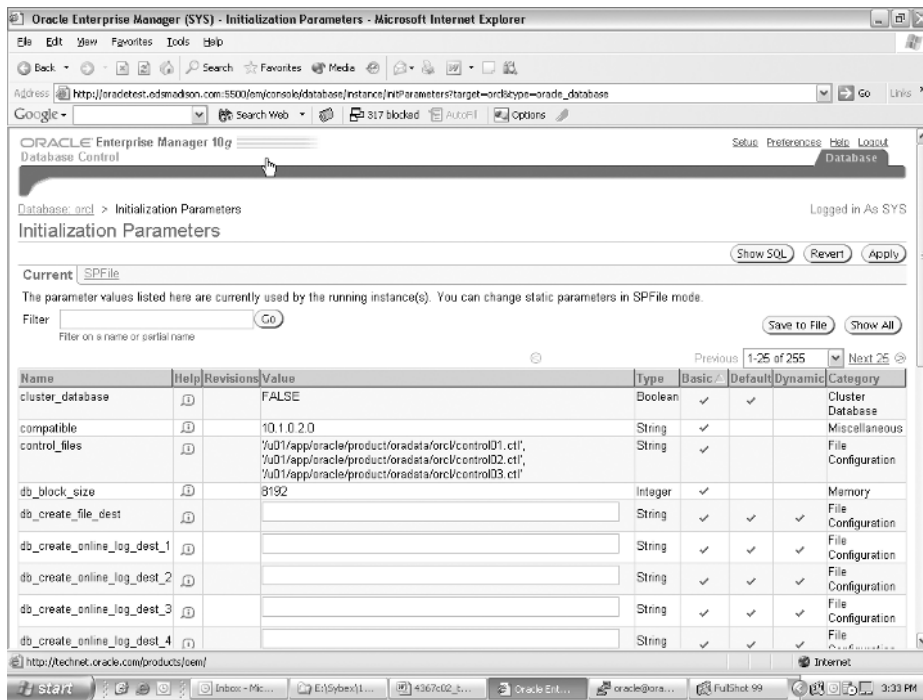 Oracle Enterprise Manager (SYS) - Initialization Parameters - Microsoft Internet Explorer
File Edit View Favorites Tools Help
Back Search Favorites Media
Address http://oradetest.edsmadison.com:5500/em/console/database/instance/initParameters?target=orcl&type=oracle_database Go Links
Google Search Web 317 blocked AutoFill Options
ORACLE Enterprise Manager 10g
Database Control
Setup Preferences Help Logout
Database
Database: orcl > Initialization Parameters Logged in As SYS
Initialization Parameters
Show SQL Revert Apply
Current SPFile
The parameter values listed here are currently used by the running instance(s). You can change static parameters in SPFile mode.
Filter Go
Filter on a name or partial name
Save to File Show All
Previous 1-25 of 255 Next 25
Name Help Revisions Value Type Basic Default Dynamic Category
cluster_database FALSE Boolean Cluster
Database
compatible 10.1.0.2.0 String Miscellaneous
control_files '/u01/app/oracle/product/oradata/orcl/control01.ctl', String File
'/u01/app/oracle/product/oradata/orcl/control02.ctl', Configuration
'/u01/app/oracle/product/oradata/orcl/control03.ctl'
db_block_size 8192 Integer Memory
db_create_file_dest String File
Configuration
db_create_online_log_dest_1 String File
Configuration
db_create_online_log_dest_2 String File
Configuration
db_create_online_log_dest_3 String File
Configuration
db_create_online_log_dest_4 String File
http://technet.oracle.com/products/oem/ Internet
start Inbox - Mic... E:\Sybex\1... 4367c02_t... Oracle Ent... oracle@ora... FullShot 99 3:33 PM